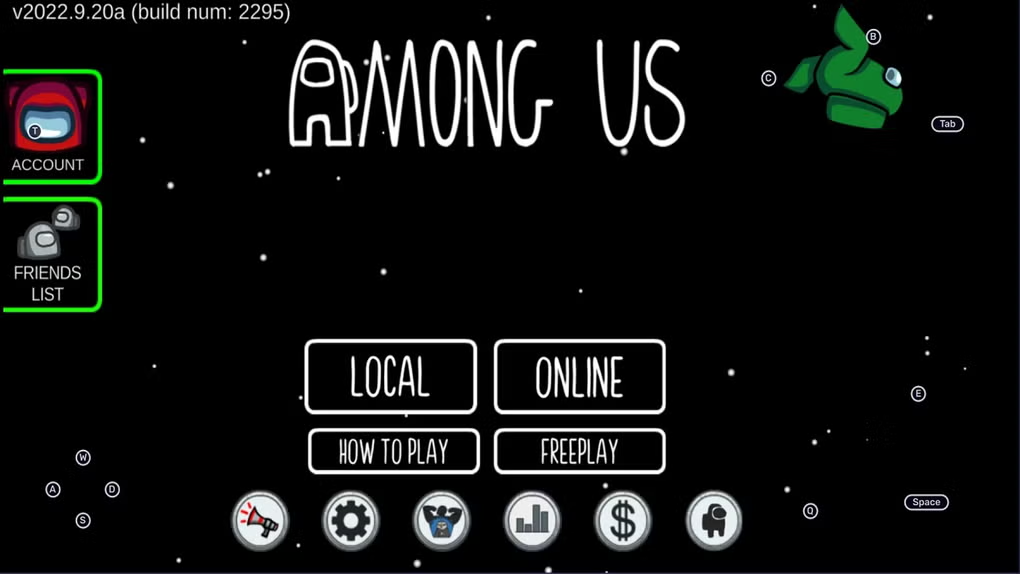 v2022.9.20a (build num: 2295)
AMONG US
B
C
Tab
T
ACCOUNT
FRIENDS
LIST
LOCAL
ONLINE
E
HOW TO PLAY
FREEPLAY
W
A
D
S
$
Q
Space